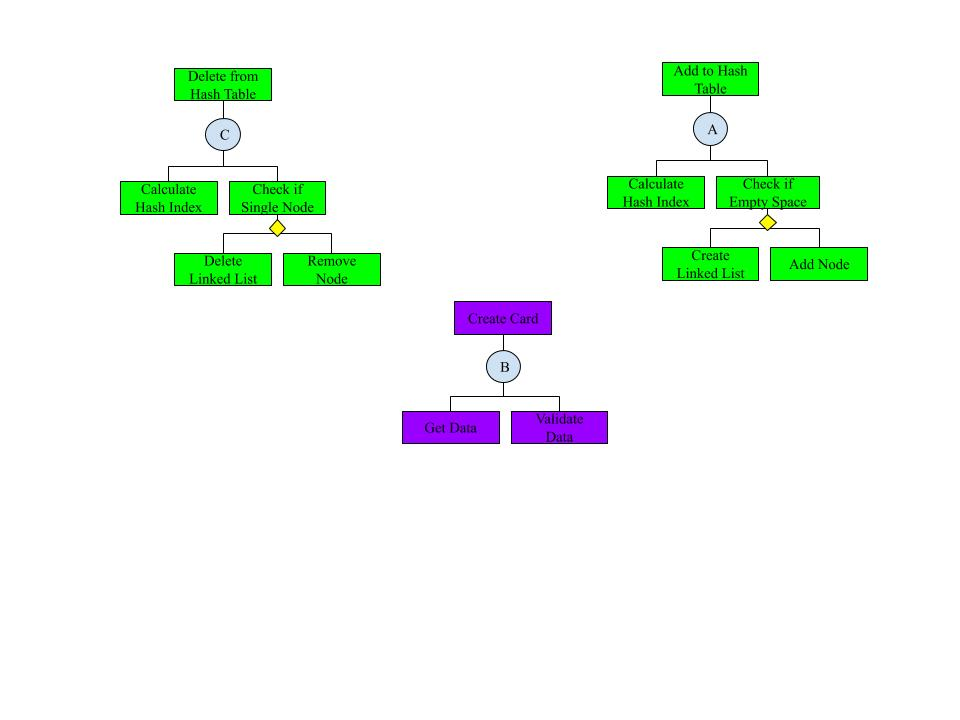 Delete from
Hash Table
C
Calculate
Hash Index
Check if
Single Node
Delete
Linked List
Remove
Node
Add to Hash
Table
A
Calculate
Hash Index
Check if
Empty Space
Create
Linked List
Add Node
Create Card
B
Get Data
Validate
Data